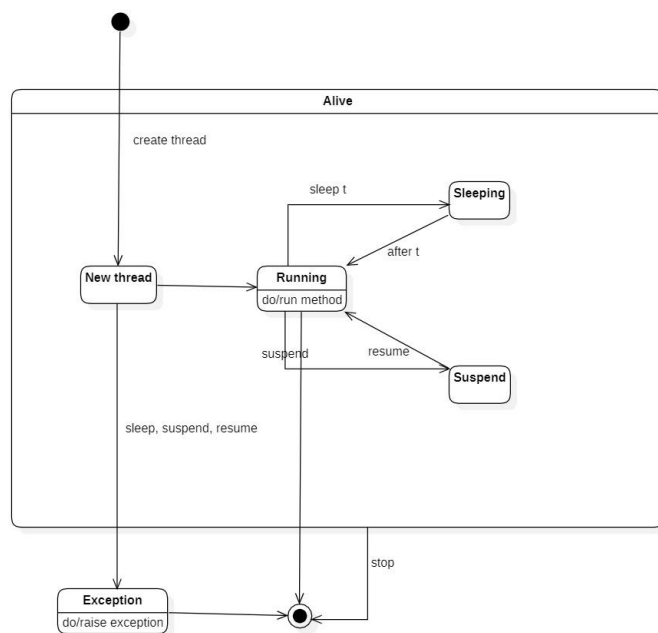 Alive
create thread
sleep t
Sleeping
after t
New thread
Running
do/run method
suspend
resume
Suspend
sleep, suspend, resume
stop
Exception
do/raise exception